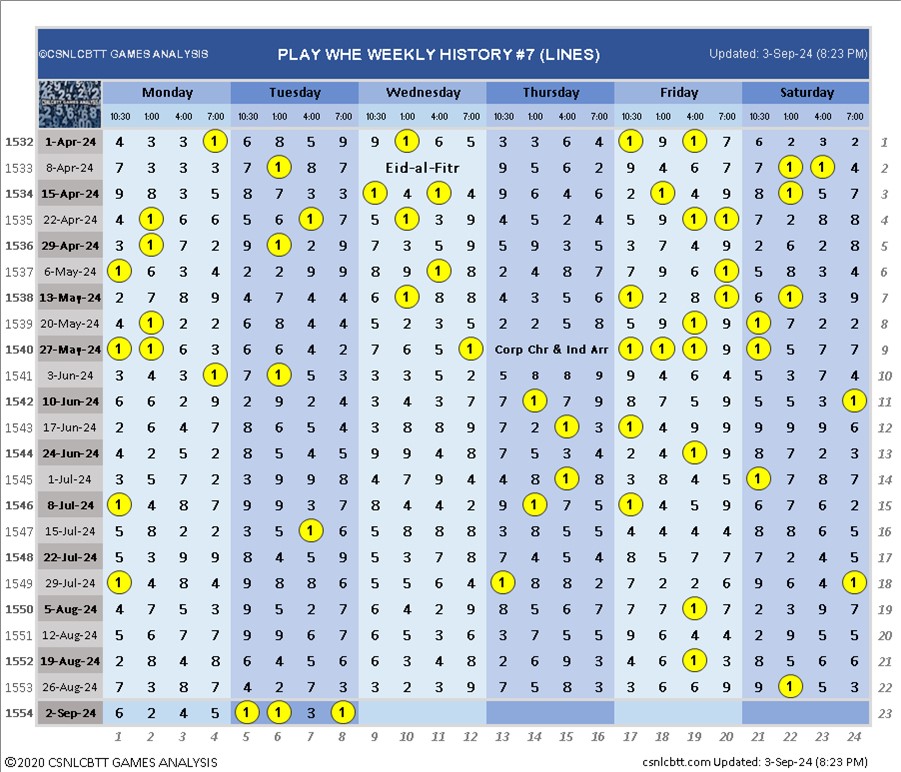 ©CSNLCBTT GAMES ANALYSIS PLAY WHE WEEKLY HISTORY #7 (LINES) Updated: 3-Sep-24 (8:23 PM)
Monday Tuesday Wednesday Thursday Friday Saturday
10:30 1:00 4:00 7:00 10:30 1:00 4:00 7:00 10:30 1:00 4:00 7:00 10:30 1:00 4:00 7:00 10:30 1:00 4:00 7:00 10:30 1:00 4:00 7:00
1532 1-Apr-24 4 3 3 1 6 8 5 9 9 1 6 5 3 3 6 4 1 9 1 7 6 2 3 2 1
1533 8-Apr-24 7 3 3 3 7 1 8 7 Eid-al-Fitr 9 5 6 2 9 4 6 7 7 1 1 4 2
1534 15-Apr-24 9 8 3 5 8 7 3 3 1 4 1 4 9 6 4 6 2 1 4 9 8 1 5 7 3
1535 22-Apr-24 4 1 6 6 5 6 1 7 5 1 3 9 4 5 2 4 5 9 1 1 7 2 8 8 4
1536 29-Apr-24 3 1 7 2 9 1 2 9 7 3 5 9 5 9 3 5 3 7 4 9 2 6 2 8 5
1537 6-May-24 1 6 3 4 2 2 9 9 8 9 1 8 2 4 8 7 7 9 6 1 5 8 3 4 6
1538 13-May-24 2 7 8 9 4 7 4 4 6 1 8 8 4 3 5 6 1 2 8 1 6 1 3 9 7
1539 20-May-24 4 1 2 2 6 8 4 4 5 2 3 5 2 2 5 8 5 9 1 9 1 7 2 2 8
1540 27-May-24 1 1 6 3 6 6 4 2 7 6 5 1 Corp Chr & Ind Arr 1 1 1 9 1 5 7 7 9
1541 3-Jun-24 3 4 3 1 7 1 5 3 3 3 5 2 5 8 8 9 9 4 6 4 5 3 7 4 10
1542 10-Jun-24 6 6 2 9 2 9 2 4 3 4 3 7 7 1 7 9 8 7 5 9 5 5 3 1 11
1543 17-Jun-24 2 6 4 7 8 6 5 4 3 4 7 7 7 2 1 3 1 4 9 9 9 9 9 6 12
1544 24-Jun-24 4 2 5 2 8 5 4 5 9 9 4 8 7 5 3 4 2 4 1 9 8 7 2 3 13
1545 1-Jul-24 3 5 7 2 3 9 9 8 4 7 9 4 4 8 1 8 3 8 4 5 1 8 7 8 14
1546 8-Jul-24 1 4 8 7 9 9 3 7 8 4 4 2 9 1 7 5 1 4 5 9 6 7 6 2 15
1547 15-Jul-24 5 8 2 2 3 5 1 6 5 8 8 8 3 8 5 5 4 4 4 4 8 8 6 5 16
1548 22-Jul-24 5 3 9 9 8 4 5 9 5 3 7 8 7 4 5 4 8 5 7 7 7 2 4 5 17
1549 29-Jul-24 1 4 8 4 9 8 8 6 5 5 6 4 1 8 8 2 7 2 2 6 9 6 4 1 18
1550 5-Aug-24 4 7 5 3 9 5 2 7 6 4 2 9 8 5 6 7 7 7 1 7 2 3 9 7 19
1551 12-Aug-24 5 6 7 7 9 9 6 7 6 5 3 6 3 7 5 5 9 6 4 4 2 9 5 5 20
1552 19-Aug-24 2 8 4 8 6 4 5 6 6 3 4 8 2 6 9 3 4 6 1 3 8 5 6 6 21
1553 26-Aug-24 7 3 8 7 4 2 7 3 3 2 3 9 7 5 8 3 3 6 6 9 9 1 5 3 22
1554 2-Sep-24 6 2 4 5 1 1 3 1 23
1 2 3 4 5 6 7 8 9 10 11 12 13 14 15 16 17 18 19 20 21 22 23 24
©2020 CSNLCBTT GAMES ANALYSIS csnlcbtt.com Updated: 3-Sep-24 (8:23 PM)